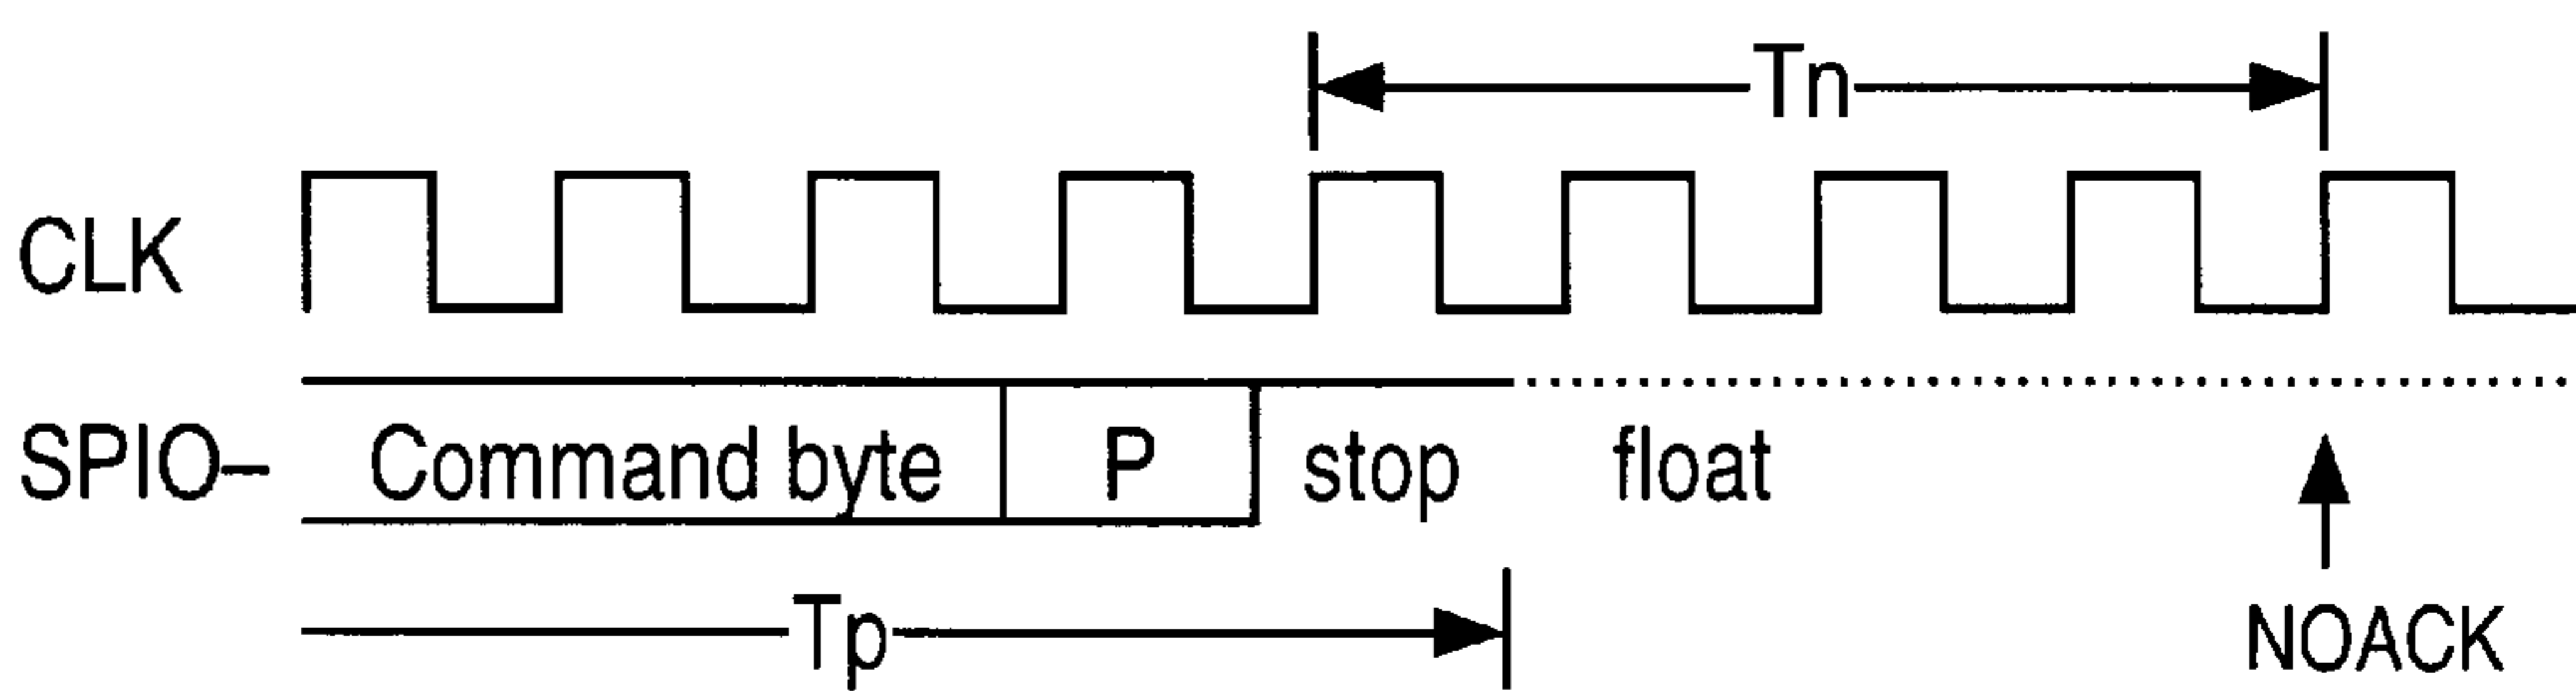 Tn
CLK
SPIO– Command byte P stop float
Tp
NOACK